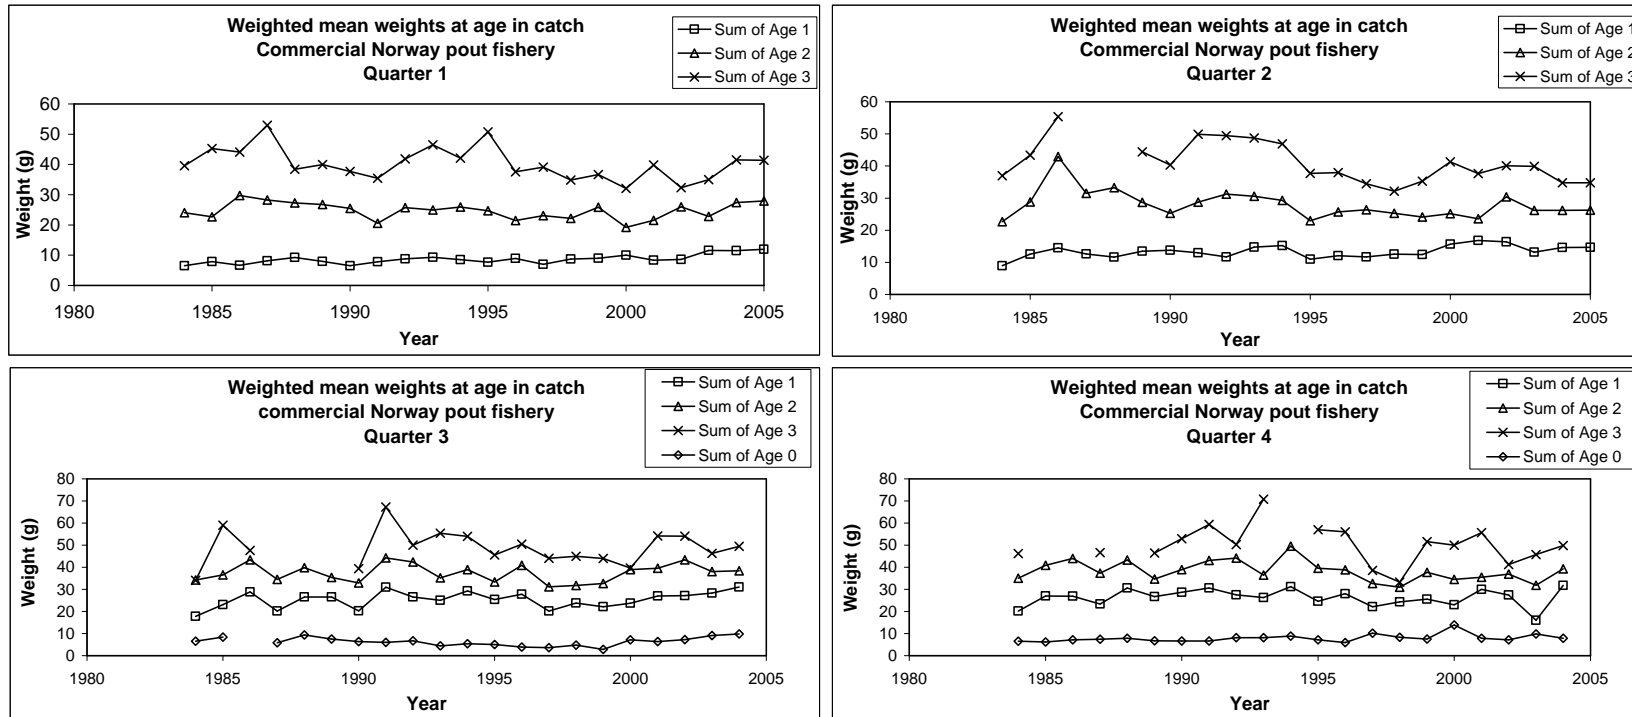 Weighted mean weights at age in catch
Commercial Norway pout fishery
Quarter 1
Sum of Age 1
Sum of Age 2
Sum of Age 3
60
50
40
30
20
10
0
Weight (g)
1980 1985 1990 1995 2000 2005
Year
Weighted mean weights at age in catch
Commercial Norway pout fishery
Quarter 2
Sum of Age 1
Sum of Age 2
Sum of Age 3
60
50
40
30
20
10
0
Weight (g)
1980 1985 1990 1995 2000 2005
Year
Weighted mean weights at age in catch
commercial Norway pout fishery
Quarter 3
Sum of Age 1
Sum of Age 2
Sum of Age 3
Sum of Age 0
80
70
60
50
40
30
20
10
0
Weight (g)
1980 1985 1990 1995 2000 2005
Year
Weighted mean weights at age in catch
Commercial Norway pout fishery
Quarter 4
Sum of Age 1
Sum of Age 2
Sum of Age 3
Sum of Age 0
80
70
60
50
40
30
20
10
0
Weight (g)
1980 1985 1990 1995 2000 2005
Year